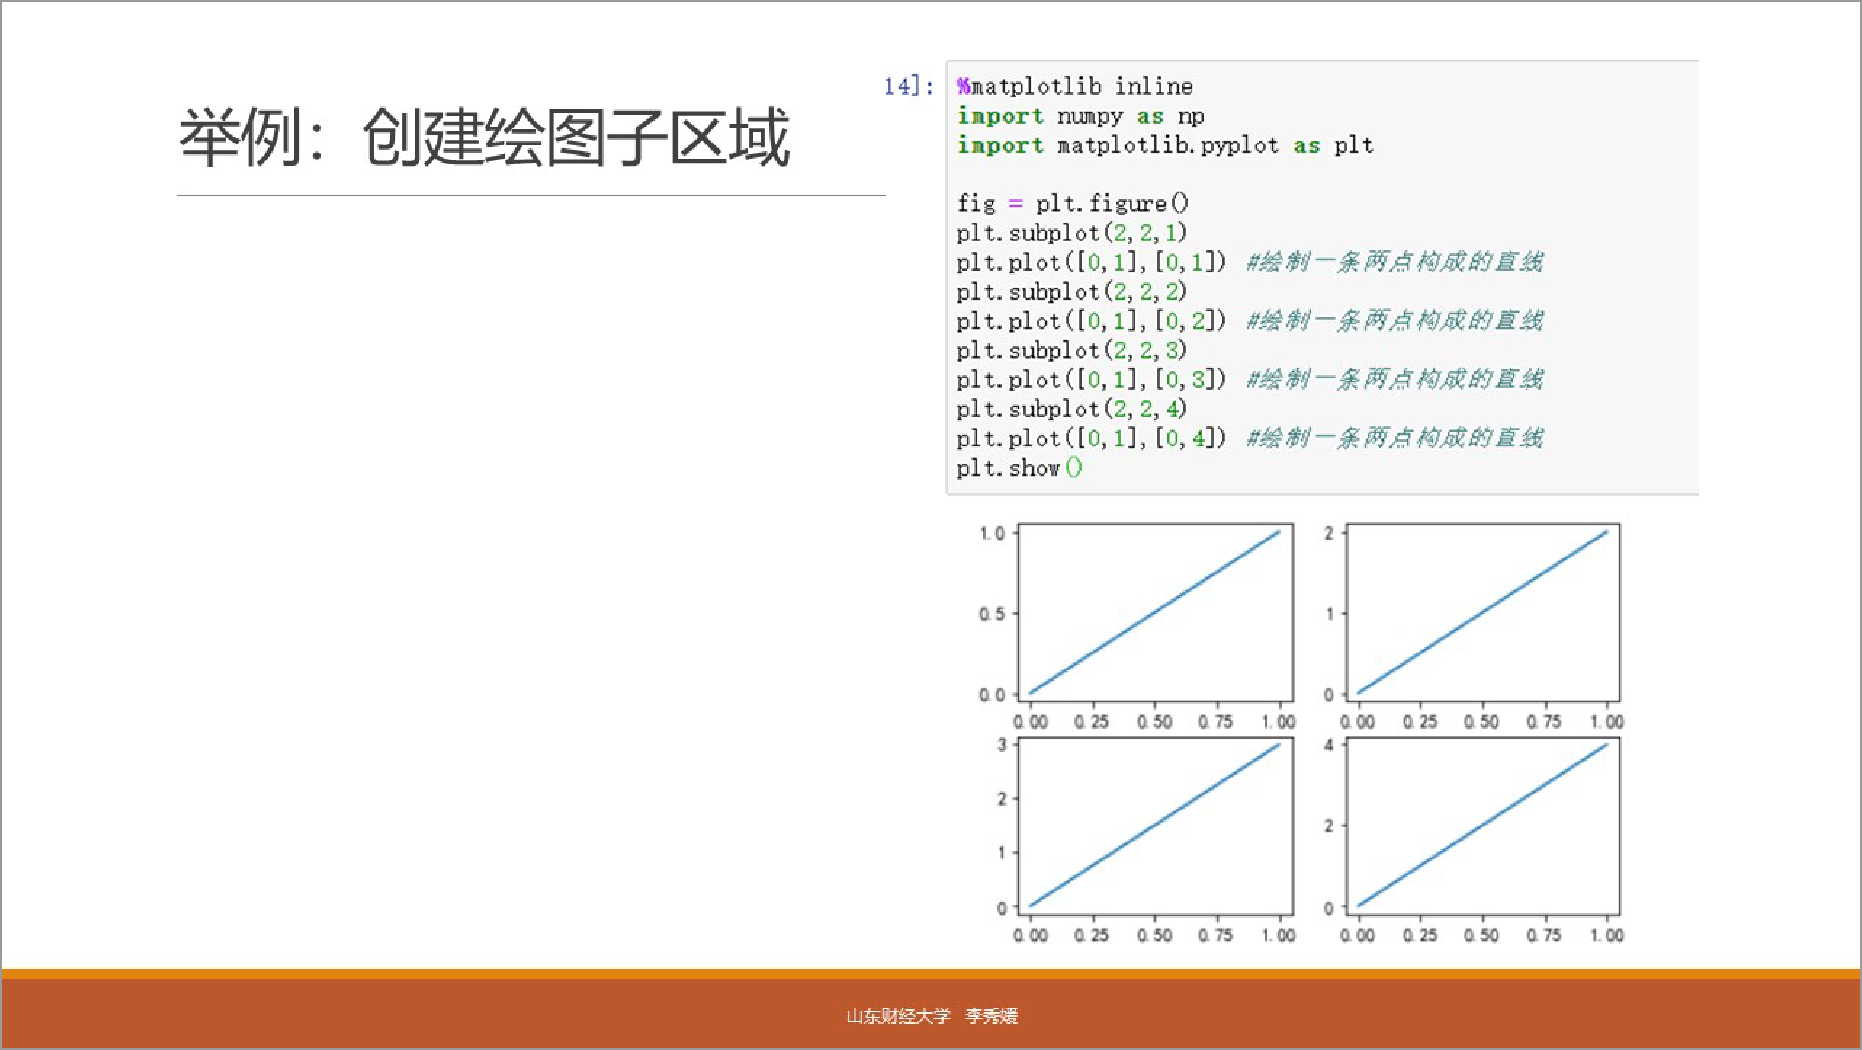 举例：创建绘图子区域
14]:
%matplotlib inline
import numpy as np
import matplotlib.pyplot as plt
fig = plt.figure()
plt.subplot(2,2,1)
plt.plot([0,1],[0,1]) #绘制一条两点构成的直线
plt.subplot(2,2,2)
plt.plot([0,1],[0,2]) #绘制一条两点构成的直线
plt.subplot(2,2,3)
plt.plot([0,1],[0,3]) #绘制一条两点构成的直线
plt.subplot(2,2,4)
plt.plot([0,1],[0,4]) #绘制一条两点构成的直线
plt.show()
1.0
0.5
0.0
0.00 0.25 0.50 0.75 1.00
2
1
0
0.00 0.25 0.50 0.75 1.00
3
2
1
0
0.00 0.25 0.50 0.75 1.00
4
2
0
0.00 0.25 0.50 0.75 1.00
山东财经大学 李秀媛